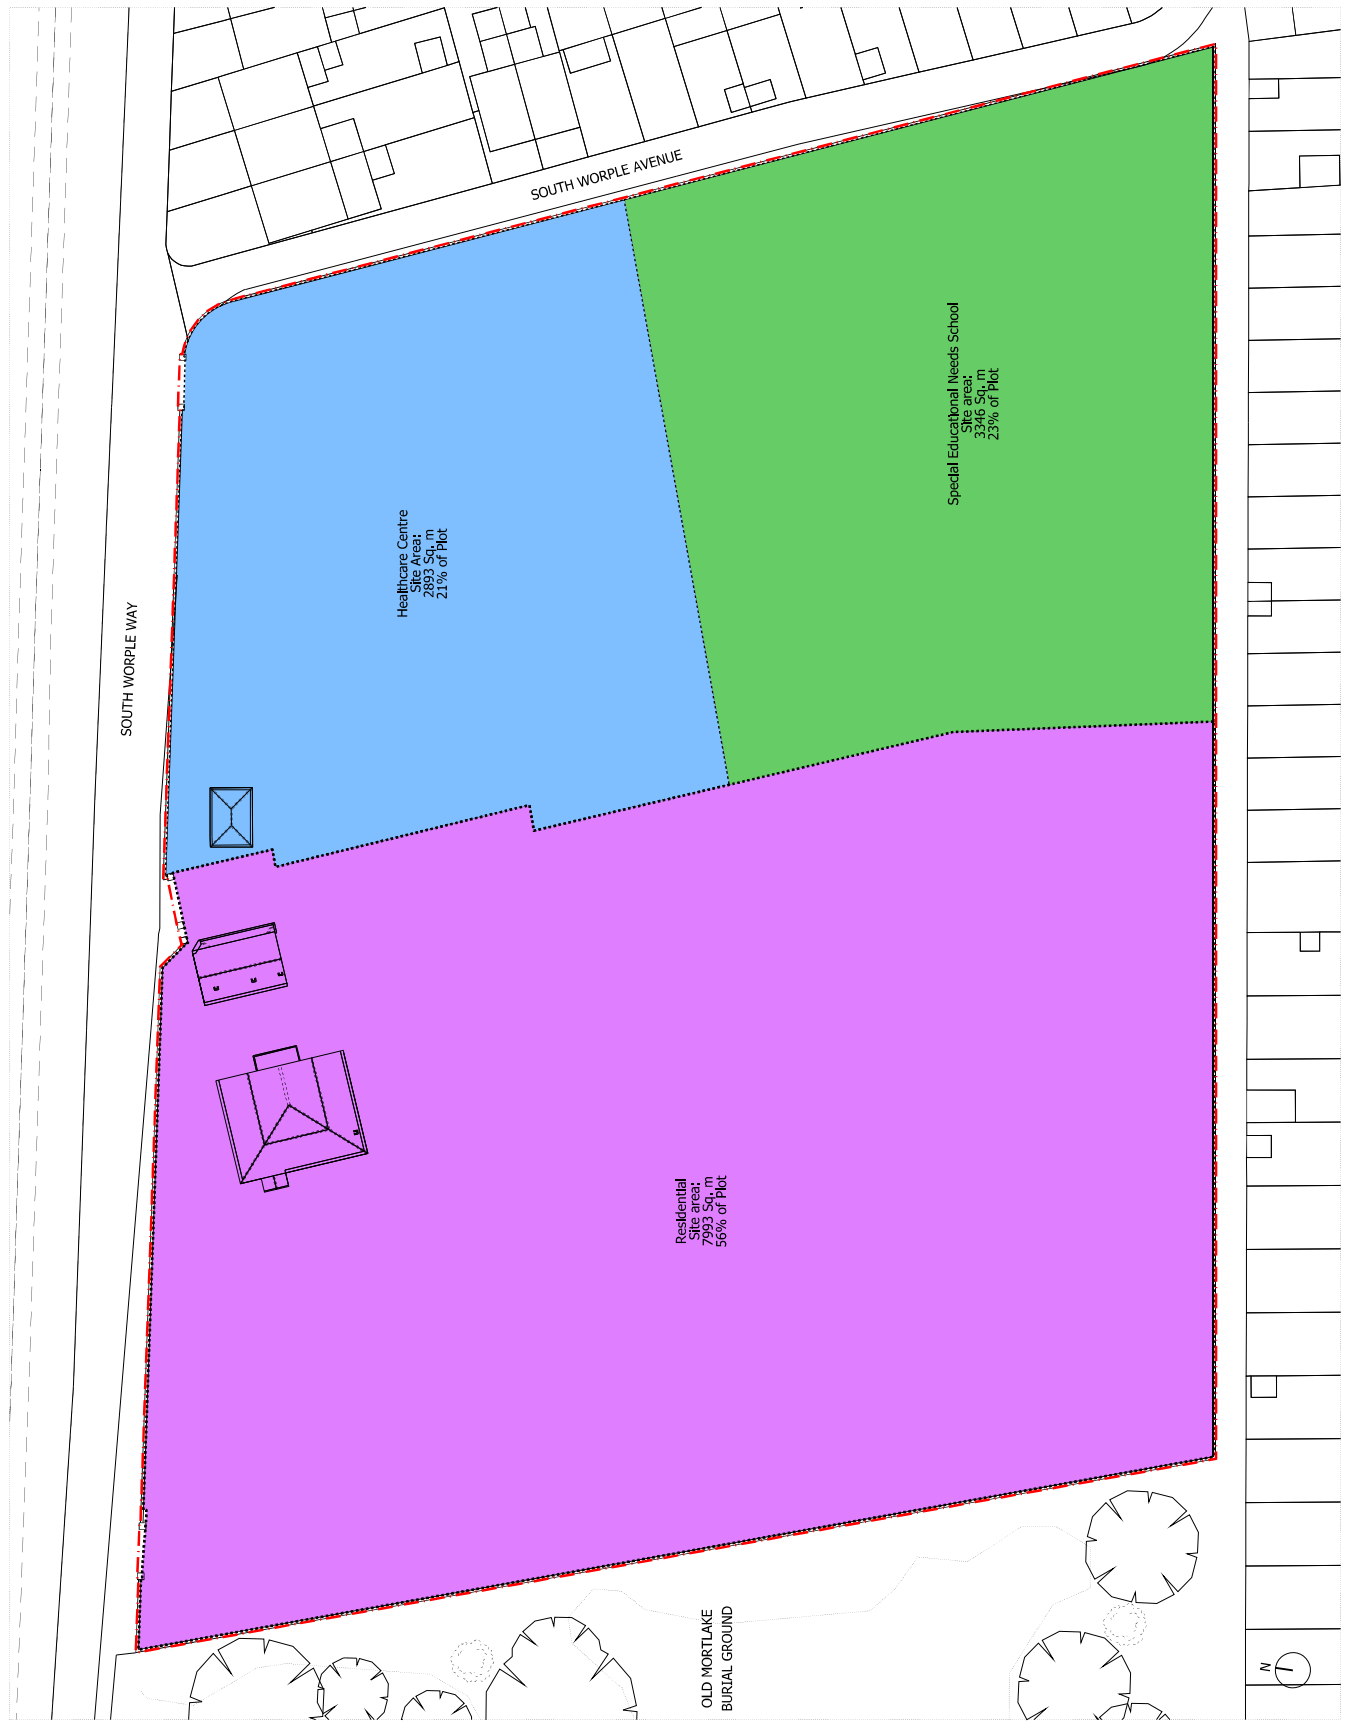 SOUTH WORPLE AVENUE
SOUTH WORPLE WAY
Healthcare Centre
Site Area:
2893 Sq. m
21% of Plot
Special Educational Needs School
Site area:
3346 Sq. m
23% of Plot
Residential
Site area:
7993 Sq. m
56% of Plot
OLD MORTLAKE
BURIAL GROUND
N